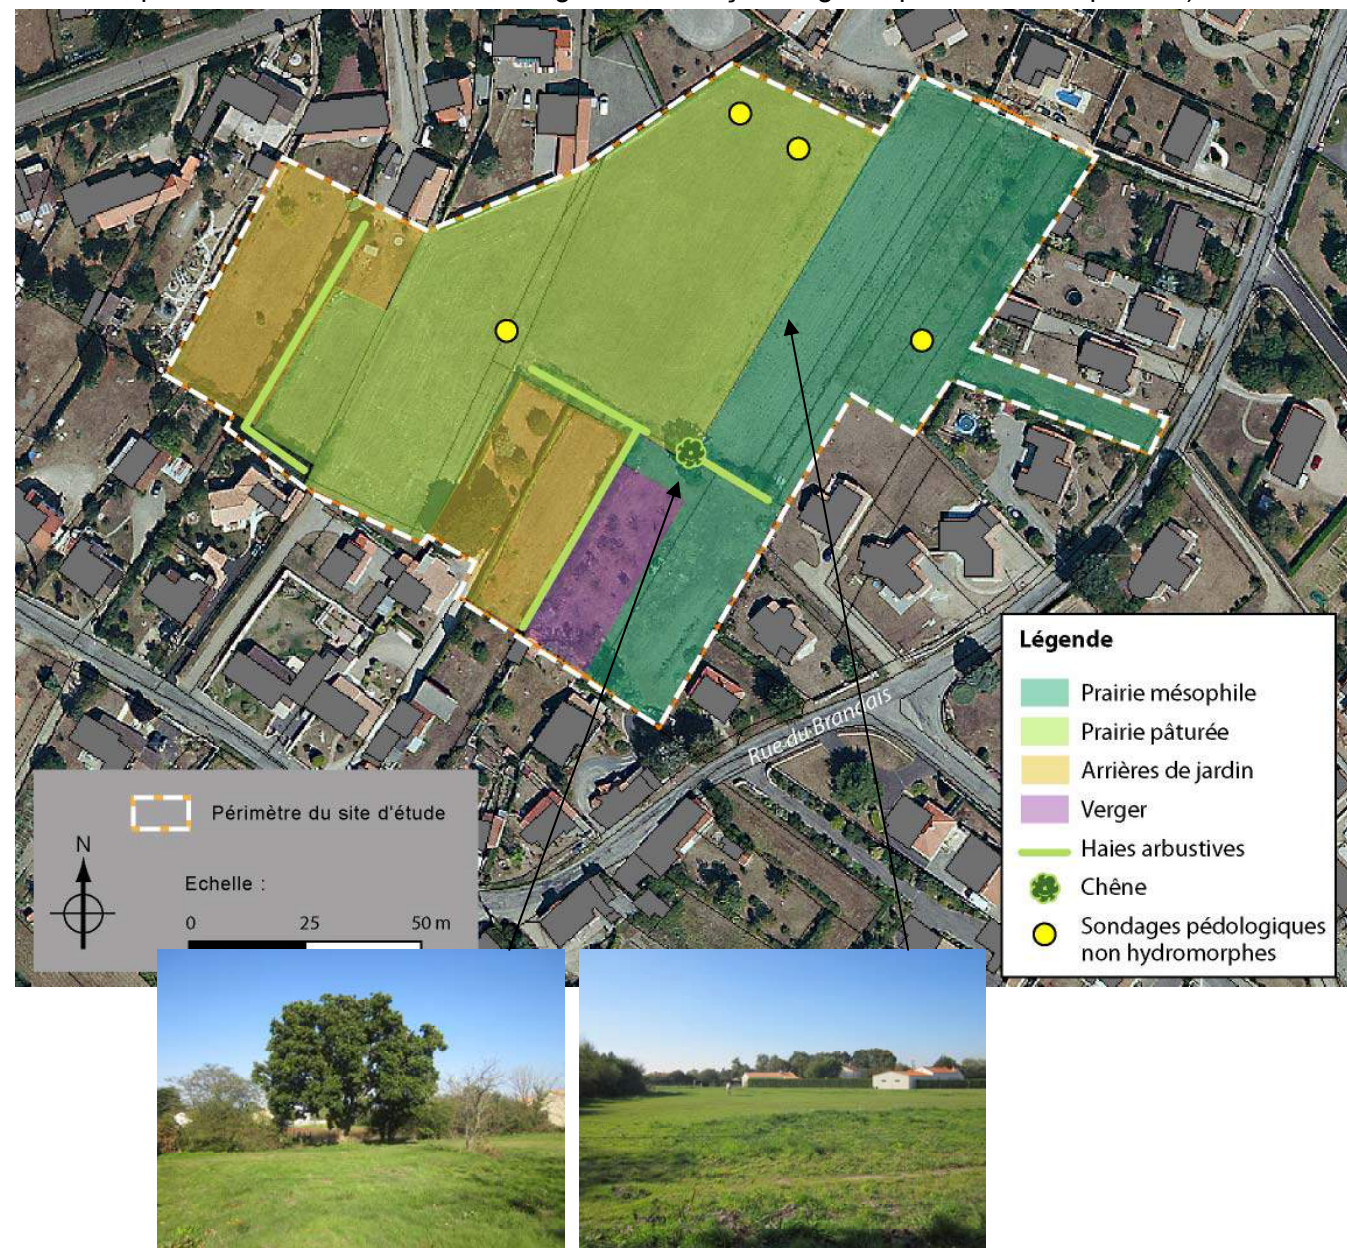 Rue du Brancais
Légende
Prairie mésophile
Prairie pâturée
Arrières de jardin
Verger
Haies arbustives
Chêne
Sondages pédologiques
non hydromorphes
Périmètre du site d'étude
N
Echelle :
0 25 50 m